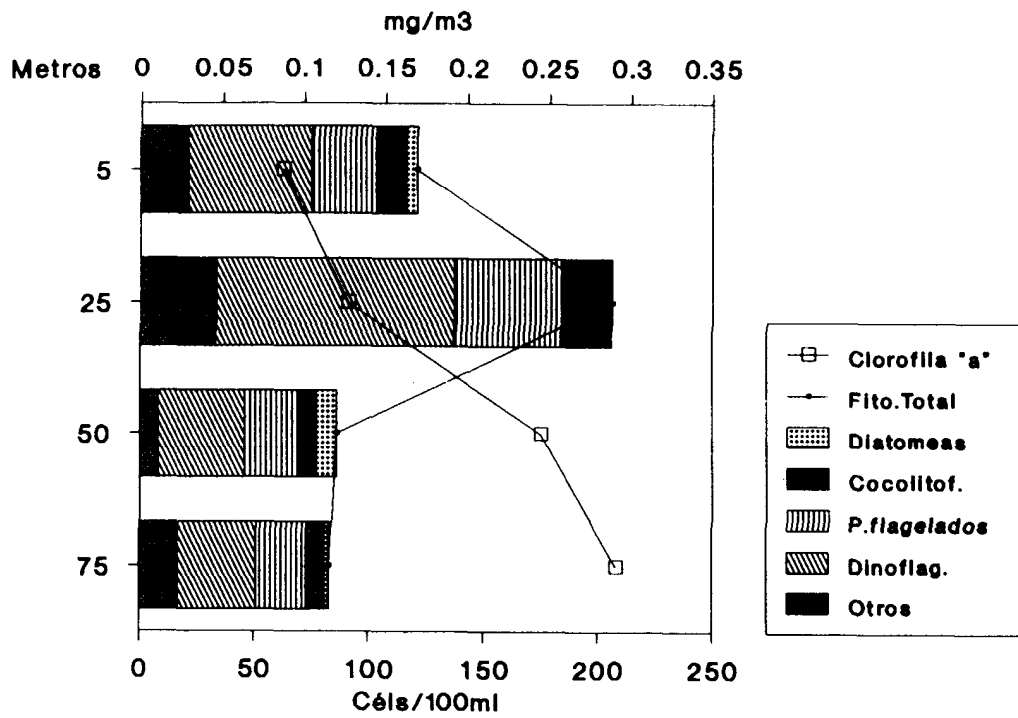 mg/m3
Metros 0 0.05 0.1 0.15 0.2 0.25 0.3 0.35
5
25
50
75
0 50 100 150 200 250
Céls/100ml
Clorofila "a"
Fito.Total
Diatomeas
Cocolitof.
P.flagelados
Dinoflag.
Otros